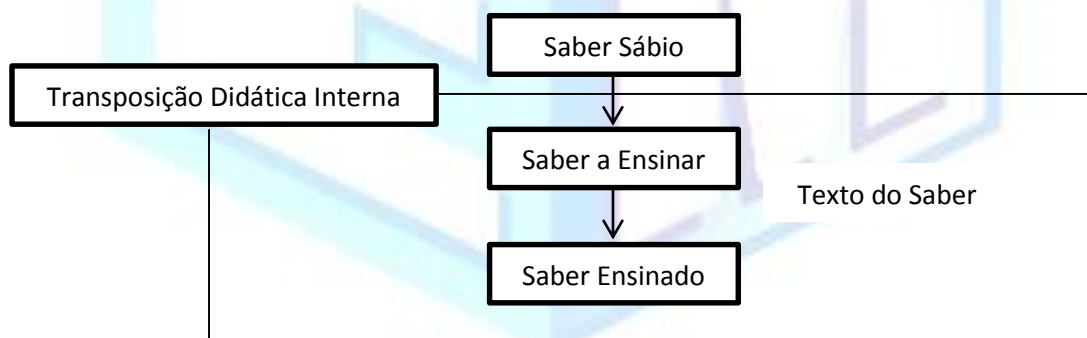 Saber Sábio
Transposição Didática Interna
Saber a Ensinar
Texto do Saber
Saber Ensinado